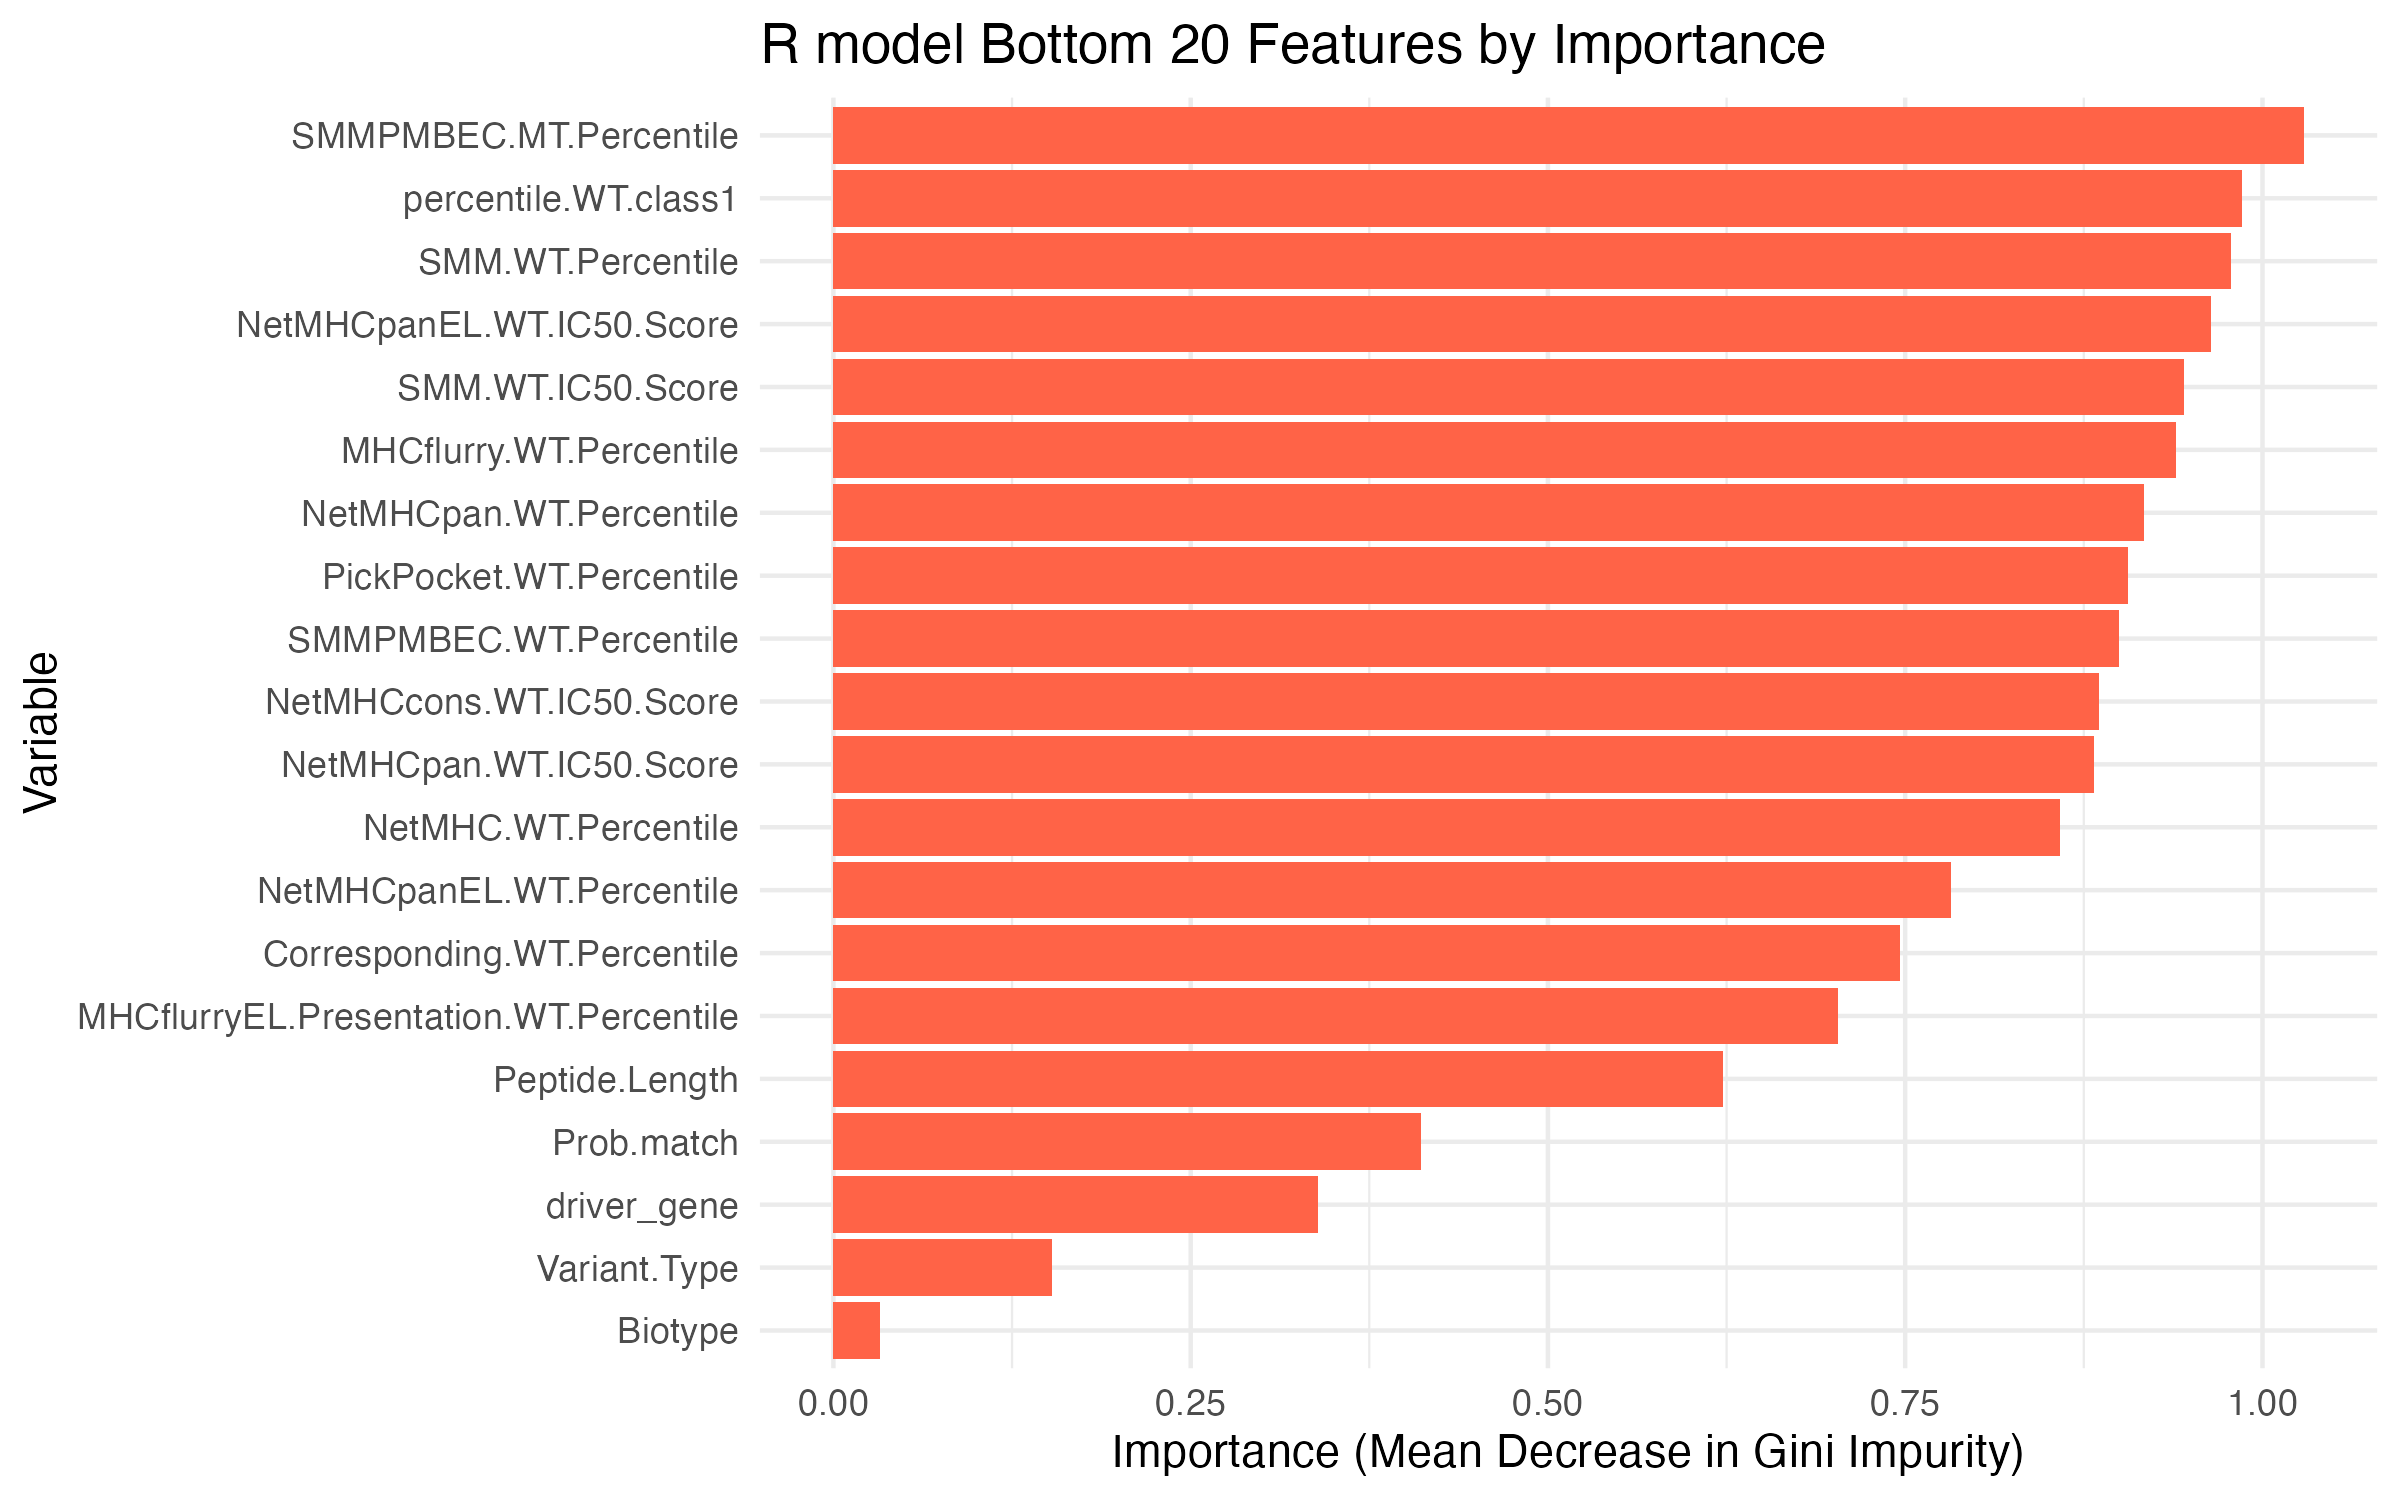 R model Bottom 20 Features by Importance
Variable
SMMPMBEC.MT.Percentile
percentile.WT.class1
SMM.WT.Percentile
NetMHCpanEL.WT.IC50.Score
SMM.WT.IC50.Score
MHCflurry.WT.Percentile
NetMHCpan.WT.Percentile
PickPocket.WT.Percentile
SMMPMBEC.WT.Percentile
NetMHCcons.WT.IC50.Score
NetMHCpan.WT.IC50.Score
NetMHC.WT.Percentile
NetMHCpanEL.WT.Percentile
Corresponding.WT.Percentile
MHCflurryEL.Presentation.WT.Percentile
Peptide.Length
Prob.match
driver_gene
Variant.Type
Biotype
0.00 0.25 0.50 0.75 1.00
Importance (Mean Decrease in Gini Impurity)